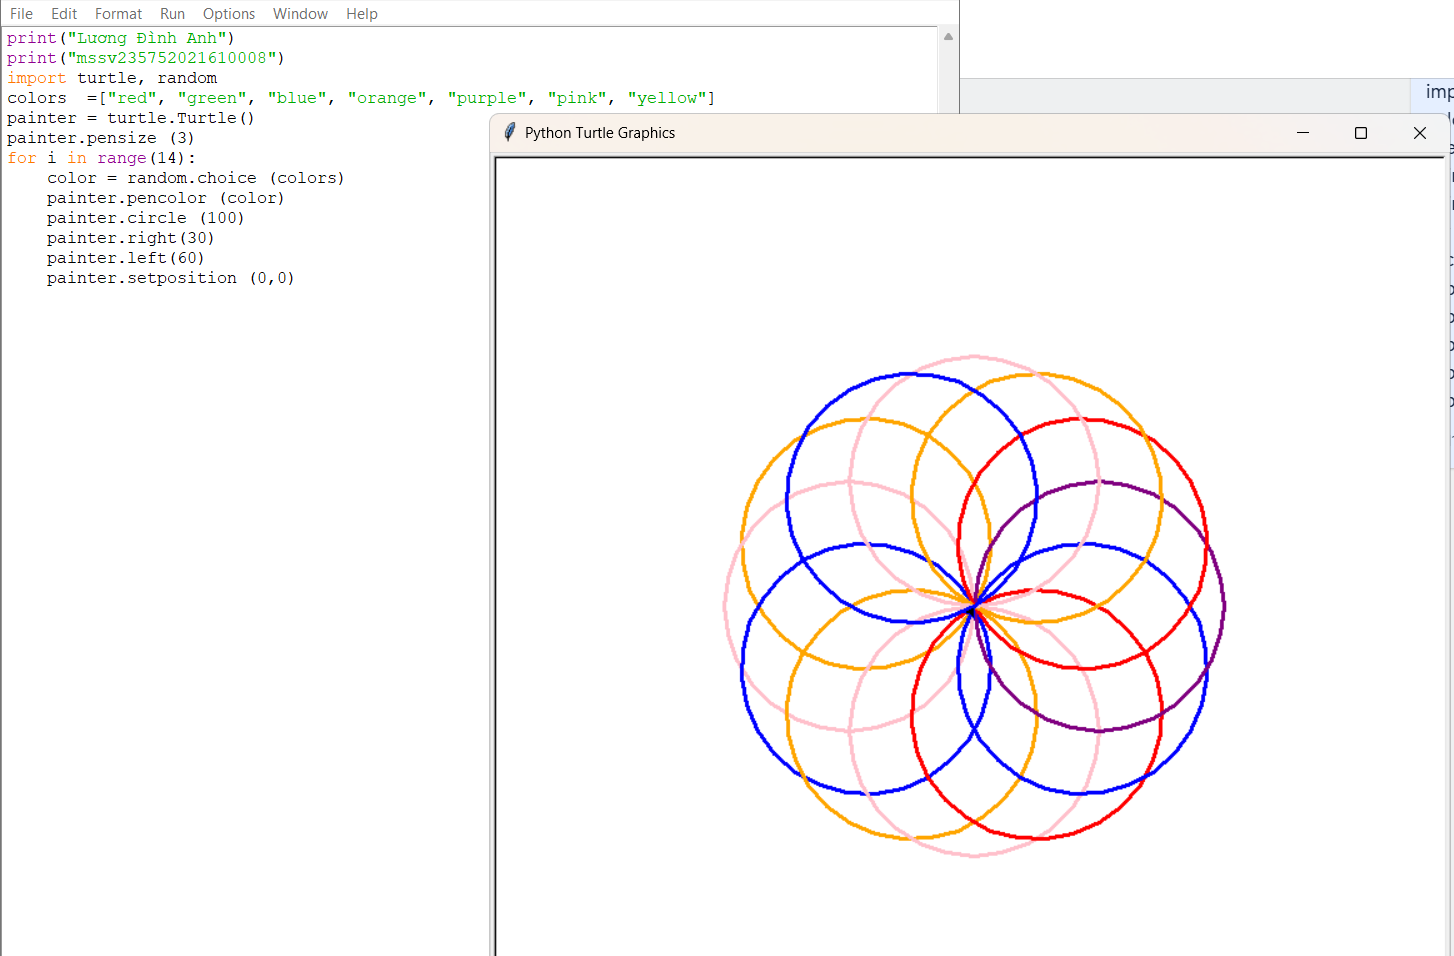 File Edit Format Run Options Window Help
print("Lương Đình Anh")
print("mssv235752021610008")
import turtle, random
colors  =["red", "green", "blue", "orange", "purple", "pink", "yellow"]
painter = turtle.Turtle()
painter.pensize (3)
for i in range(14):
    color = random.choice (colors)
    painter.pencolor (color)
    painter.circle (100)
    painter.right(30)
    painter.left(60)
    painter.setposition (0,0)
Python Turtle Graphics
imp